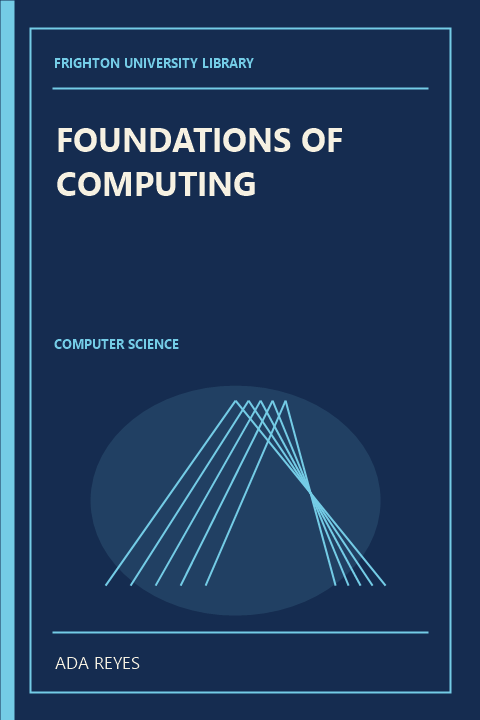 FRIGHTON UNIVERSITY LIBRARY
FOUNDATIONS OF
COMPUTING
COMPUTER SCIENCE
ADA REYES